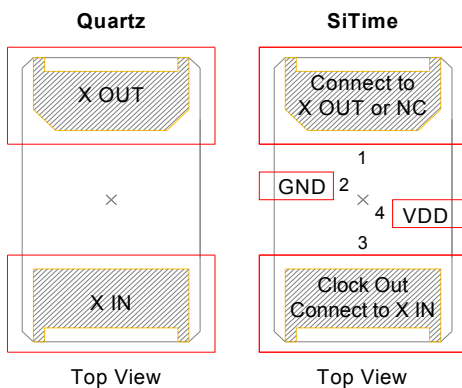 Quartz
X OUT
X IN
Top View
SiTime
Connect to
X OUT or NC
1
GND 2
4 VDD
3
Clock Out
Connect to X IN
Top View